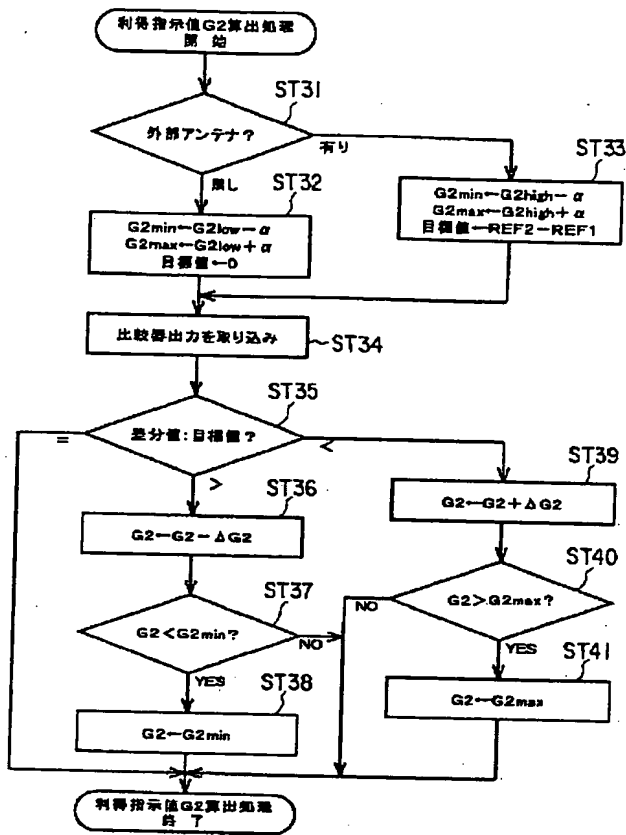 利得指示値G2算出処理
開 始
ST31
外部アンテナ?
有り
無し
ST32
G2min←G2low−α
G2max←G2low+α
目標値←0
ST33
G2min←G2high−α
G2max←G2high+α
目標値←REF2−REF1
比較器出力を取り込み
ST34
ST35
差分値:目標値?
=
>
<
ST36
G2←G2−ΔG2
ST39
G2←G2+ΔG2
ST37
G2<G2min?
NO
YES
ST40
G2>G2max?
NO
YES
ST38
G2←G2min
ST41
G2←G2max
利得指示値G2算出処理
終 了